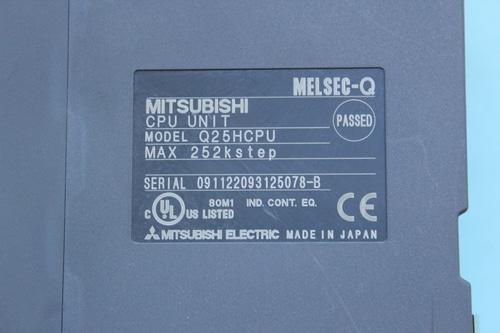 MELSEC-Q
MITSUBISHI
CPU UNIT
PASSED
MODEL Q25HCPU
MAX 252kstep
SERIAL 091122093125078-B
80M1 IND. CONT. EQ.
C UL US LISTED
CE
MITSUBISHI ELECTRIC MADE IN JAPAN